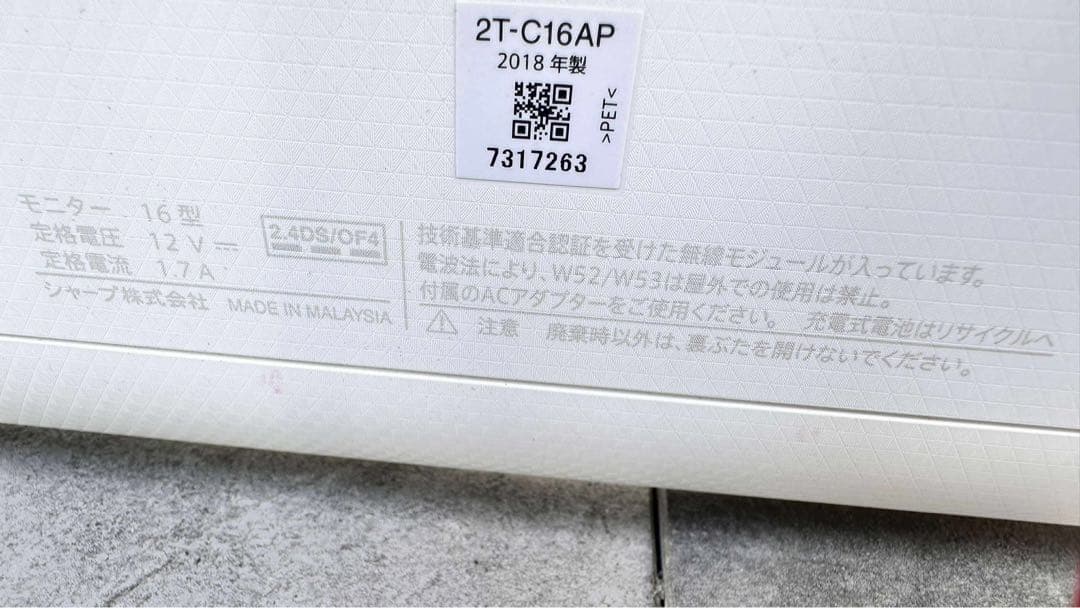 2T-C16AP
2018 年製
>PET<
7317263
モニター 16 型
定格電圧 12 V
定格電流 1.7 A
シャープ株式会社 MADE IN MALAYSIA
2.4DS/OF4
技術基準適合認証を受けた無線モジュールが入っています。
電波法により、W52/W53は屋外での使用は禁止。
付属のACアダプターをご使用ください。 充電式電池はリサイクルへ
注意 廃棄時以外は、裏ぶたを開けないでください。